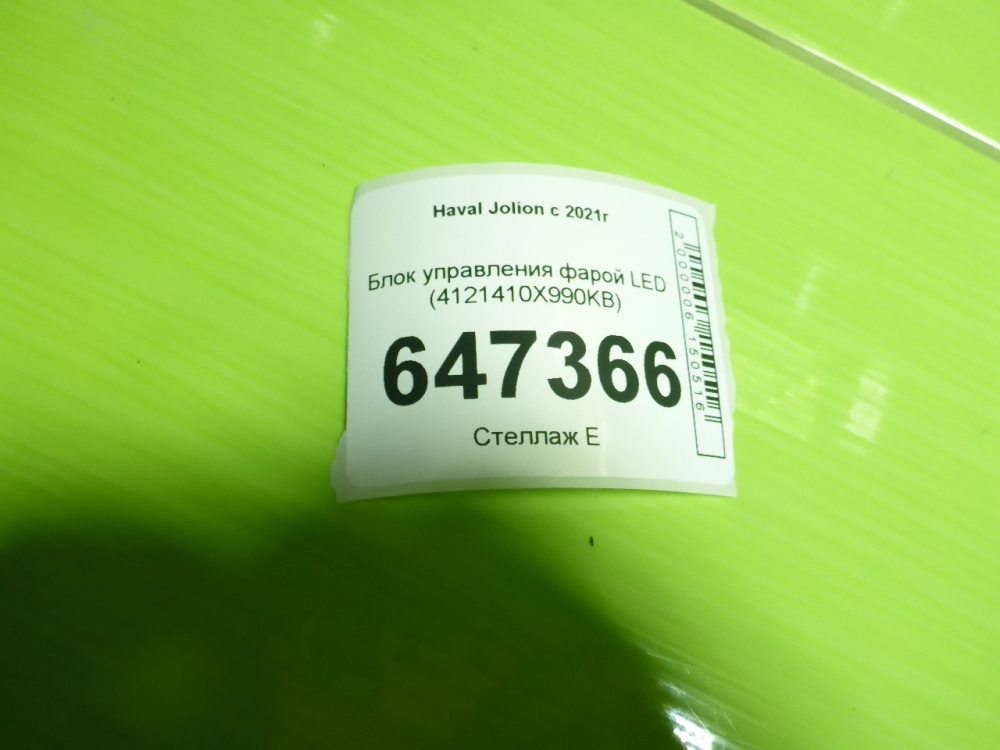 Haval Jolion с 2021г
Блок управления фарой LED
(4121410X990KB)
647366
Стеллаж Е
2000006150516